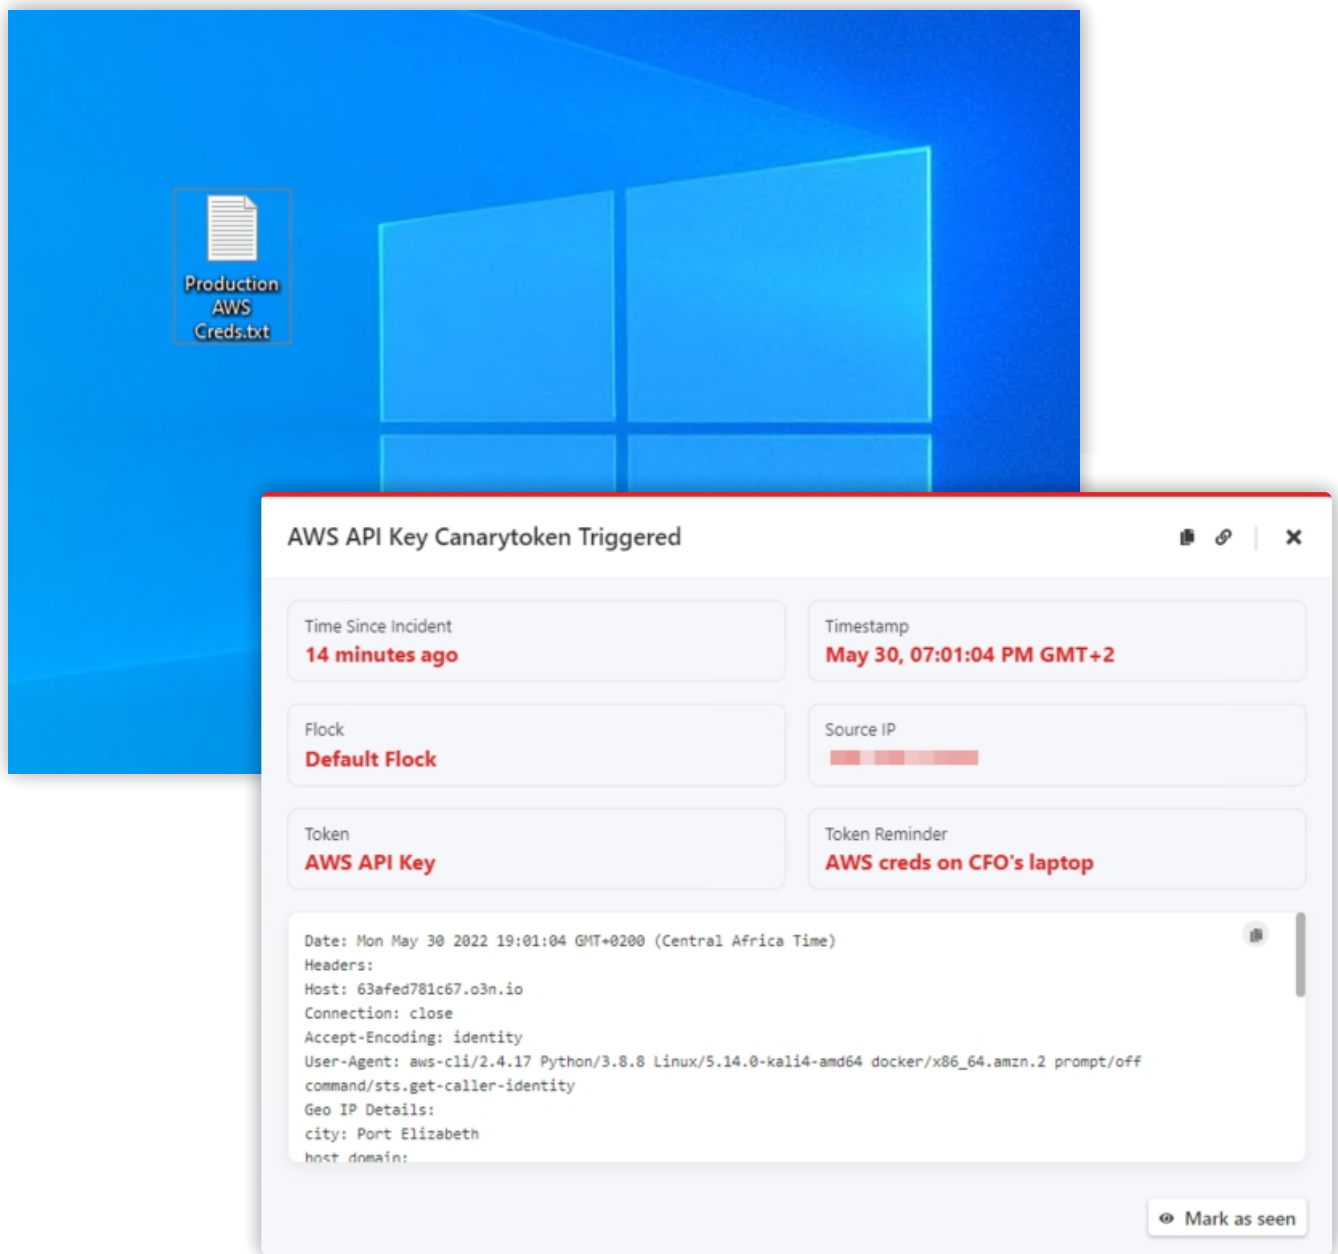 Production
AWS
Creds.txt
AWS API Key Canarytoken Triggered
Time Since Incident
14 minutes ago
Timestamp
May 30, 07:01:04 PM GMT+2
Flock
Default Flock
Source IP
Token
AWS API Key
Token Reminder
AWS creds on CFO's laptop
Date: Mon May 30 2022 19:01:04 GMT+0200 (Central Africa Time)
Headers:
Host: 63afed781c67.o3n.io
Connection: close
Accept-Encoding: identity
User-Agent: aws-cli/2.4.17 Python/3.8.8 Linux/5.14.0-kali4-amd64 docker/x86_64.amzn.2 prompt/off
command/sts.get-caller-identity
Geo IP Details:
city: Port Elizabeth
host domain:
Mark as seen